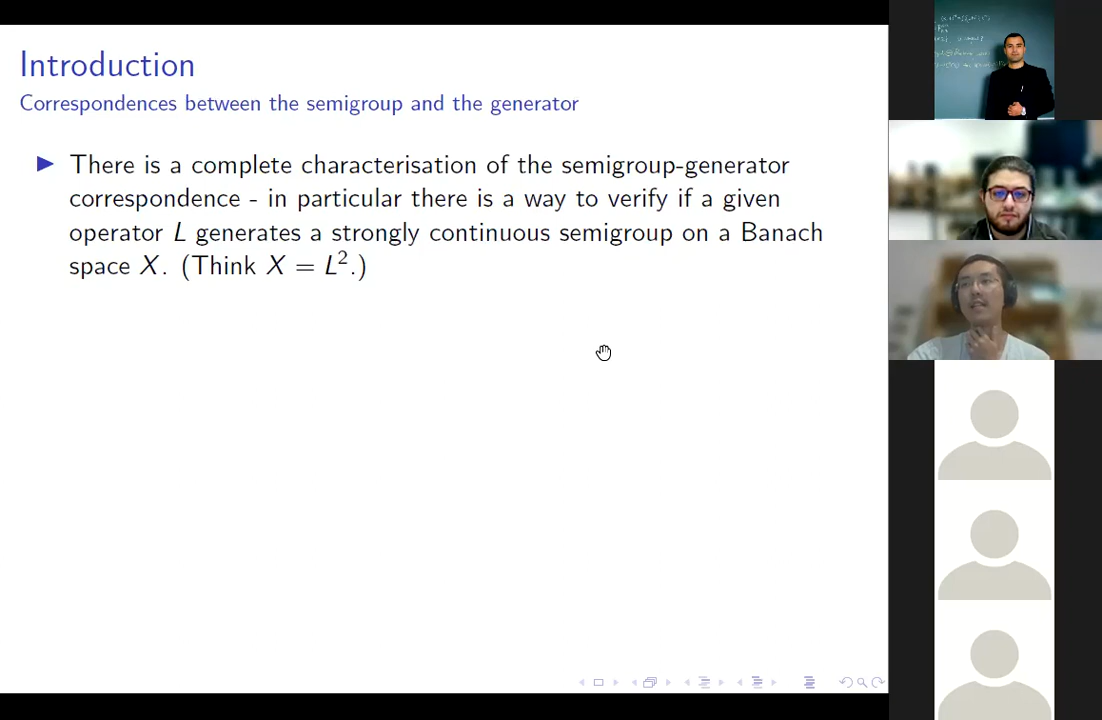 Introduction
Correspondences between the semigroup and the generator
There is a complete characterisation of the semigroup-generator
correspondence - in particular there is a way to verify if a given
operator L generates a strongly continuous semigroup on a Banach
space X. (Think X = L².)